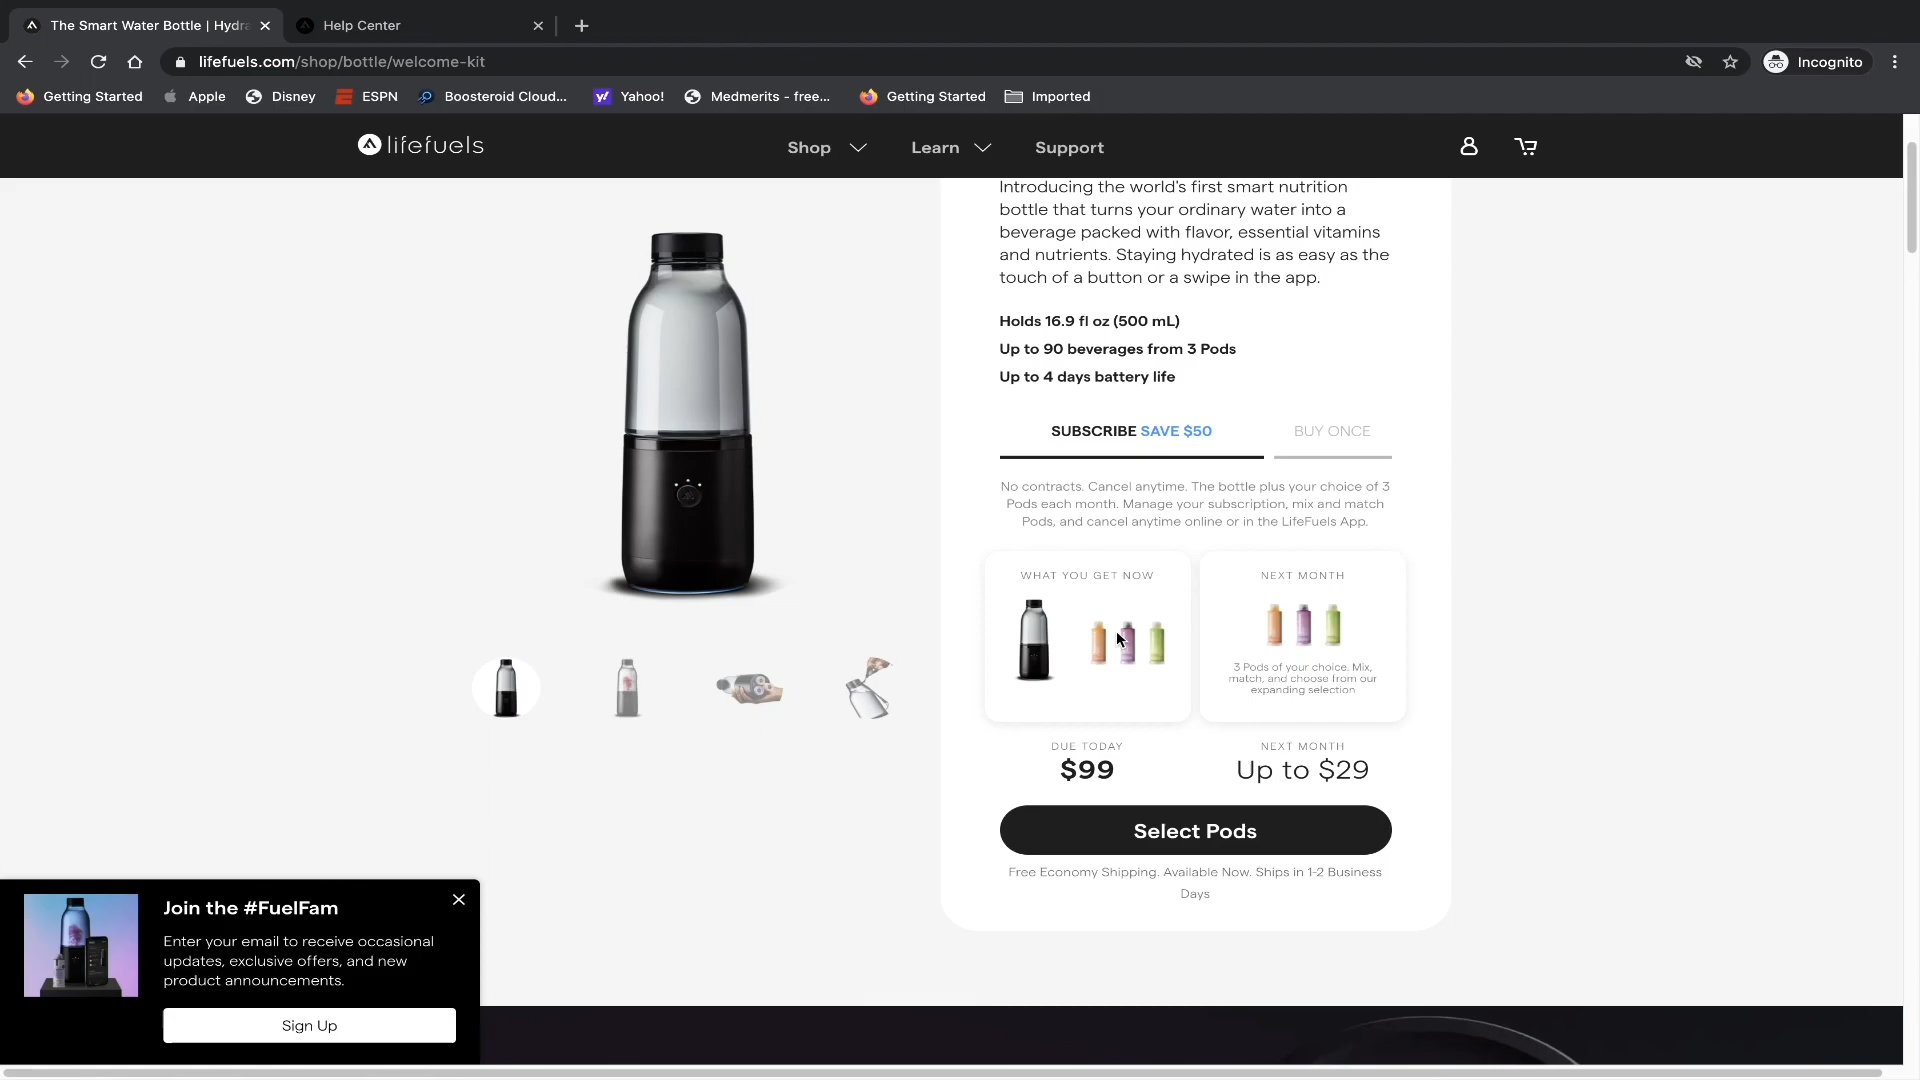 The Smart Water Bottle | Hydra
Help Center
lifefuels.com/shop/bottle/welcome-kit
Incognito
Getting Started
Apple
Disney
ESPN
Boosteroid Cloud...
Yahoo!
Medmerits - free...
Getting Started
Imported
lifefuels
Shop
Learn
Support
Introducing the world's first smart nutrition
bottle that turns your ordinary water into a
beverage packed with flavor, essential vitamins
and nutrients. Staying hydrated is as easy as the
touch of a button or a swipe in the app.
Holds 16.9 fl oz (500 mL)
Up to 90 beverages from 3 Pods
Up to 4 days battery life
SUBSCRIBE SAVE $50
BUY ONCE
No contracts. Cancel anytime. The bottle plus your choice of 3
Pods each month. Manage your subscription, mix and match
Pods, and cancel anytime online or in the LifeFuels App.
WHAT YOU GET NOW
NEXT MONTH
3 Pods of your choice. Mix,
match, and choose from our
expanding selection
DUE TODAY
$99
NEXT MONTH
Up to $29
Select Pods
Free Economy Shipping. Available Now. Ships in 1-2 Business
Days
Join the #FuelFam
Enter your email to receive occasional
updates, exclusive offers, and new
product announcements.
Sign Up